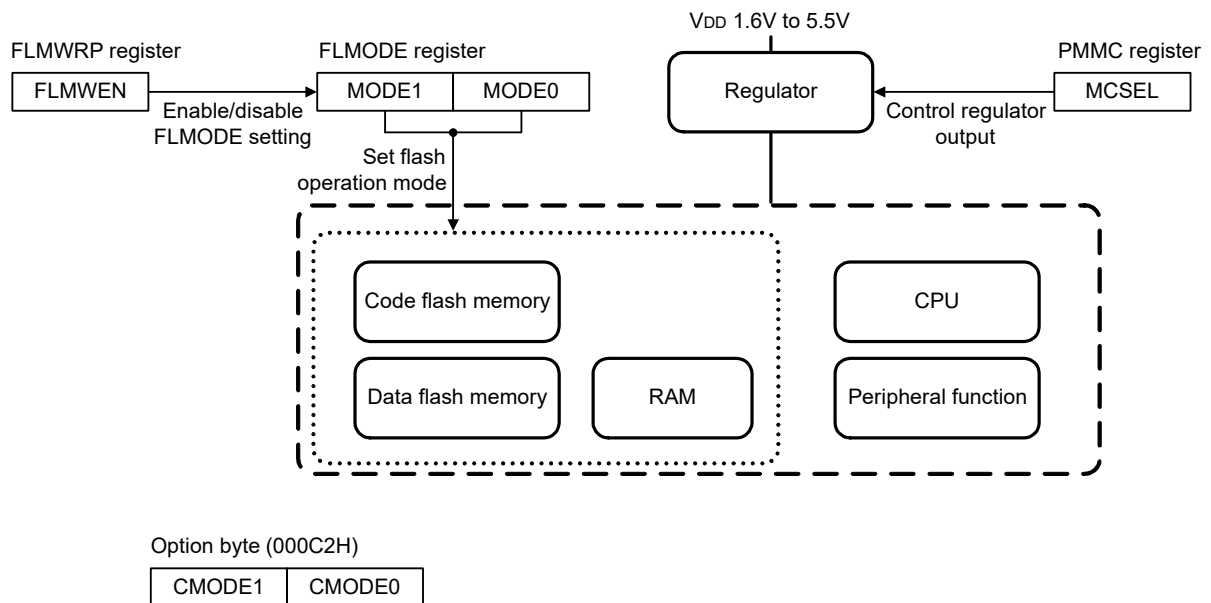 VDD 1.6V to 5.5V
FLMWRP register
FLMODE register
PMMC register
FLMWEN
MODE1
MODE0
Regulator
MCSEL
Enable/disable
FLMODE setting
Control regulator
output
Set flash
operation mode
Code flash memory
CPU
Data flash memory
RAM
Peripheral function
Option byte (000C2H)
CMODE1
CMODE0